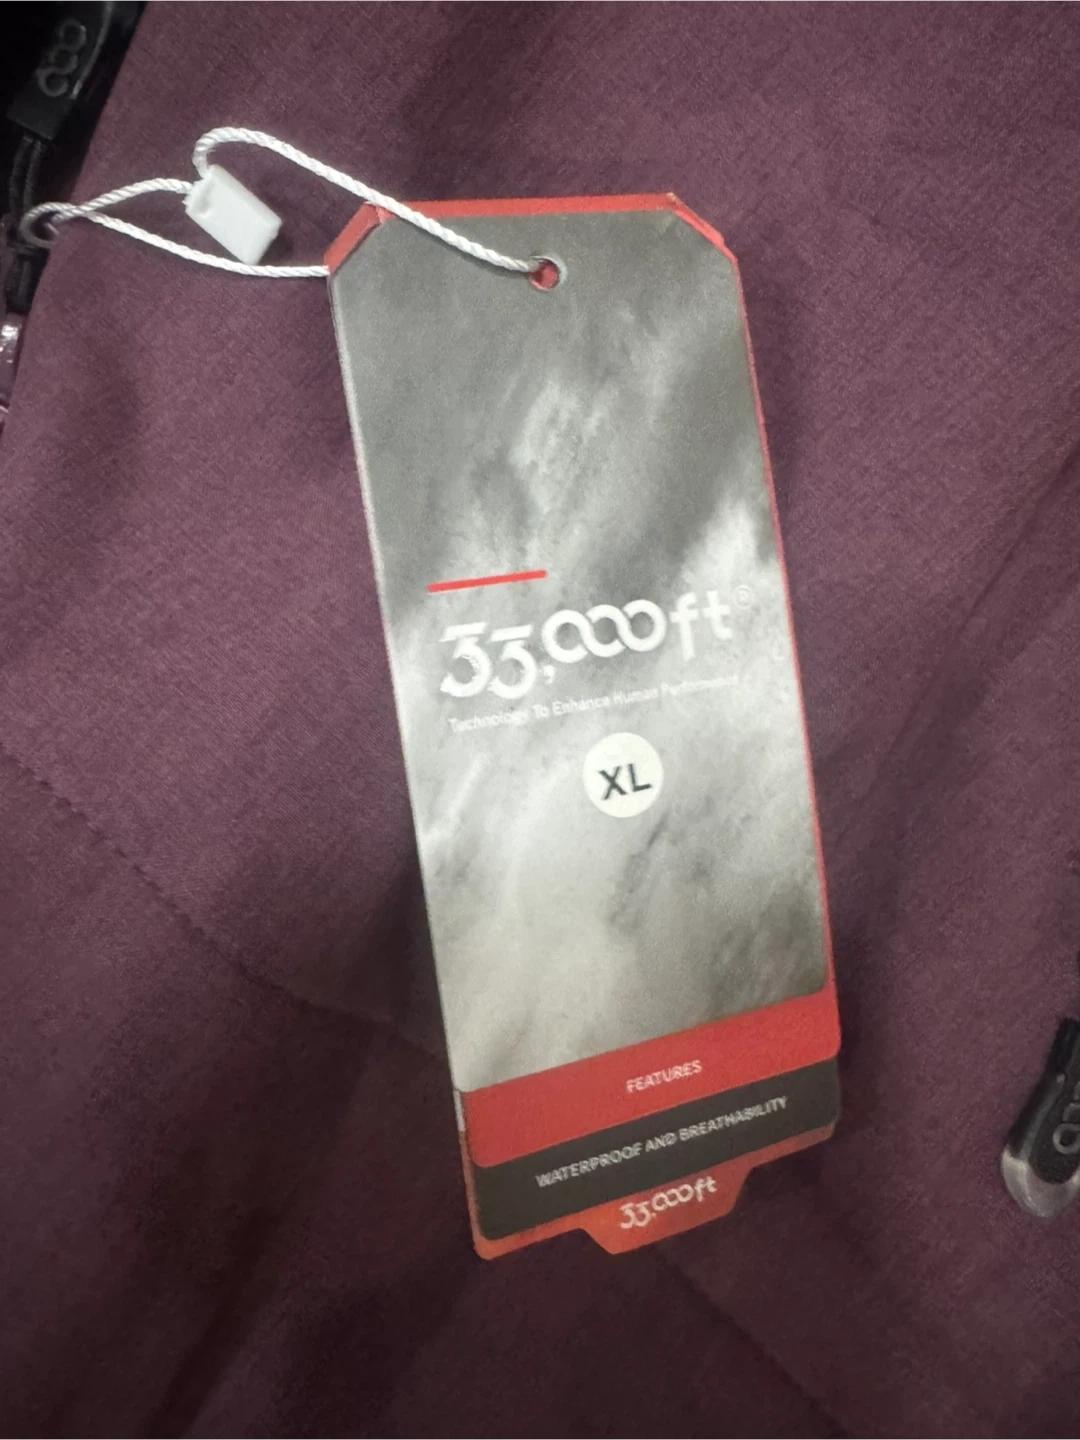 33,000ft®
Technology To Enhance Human Performance
XL
FEATURES
WATERPROOF AND BREATHABILITY
33,000ft